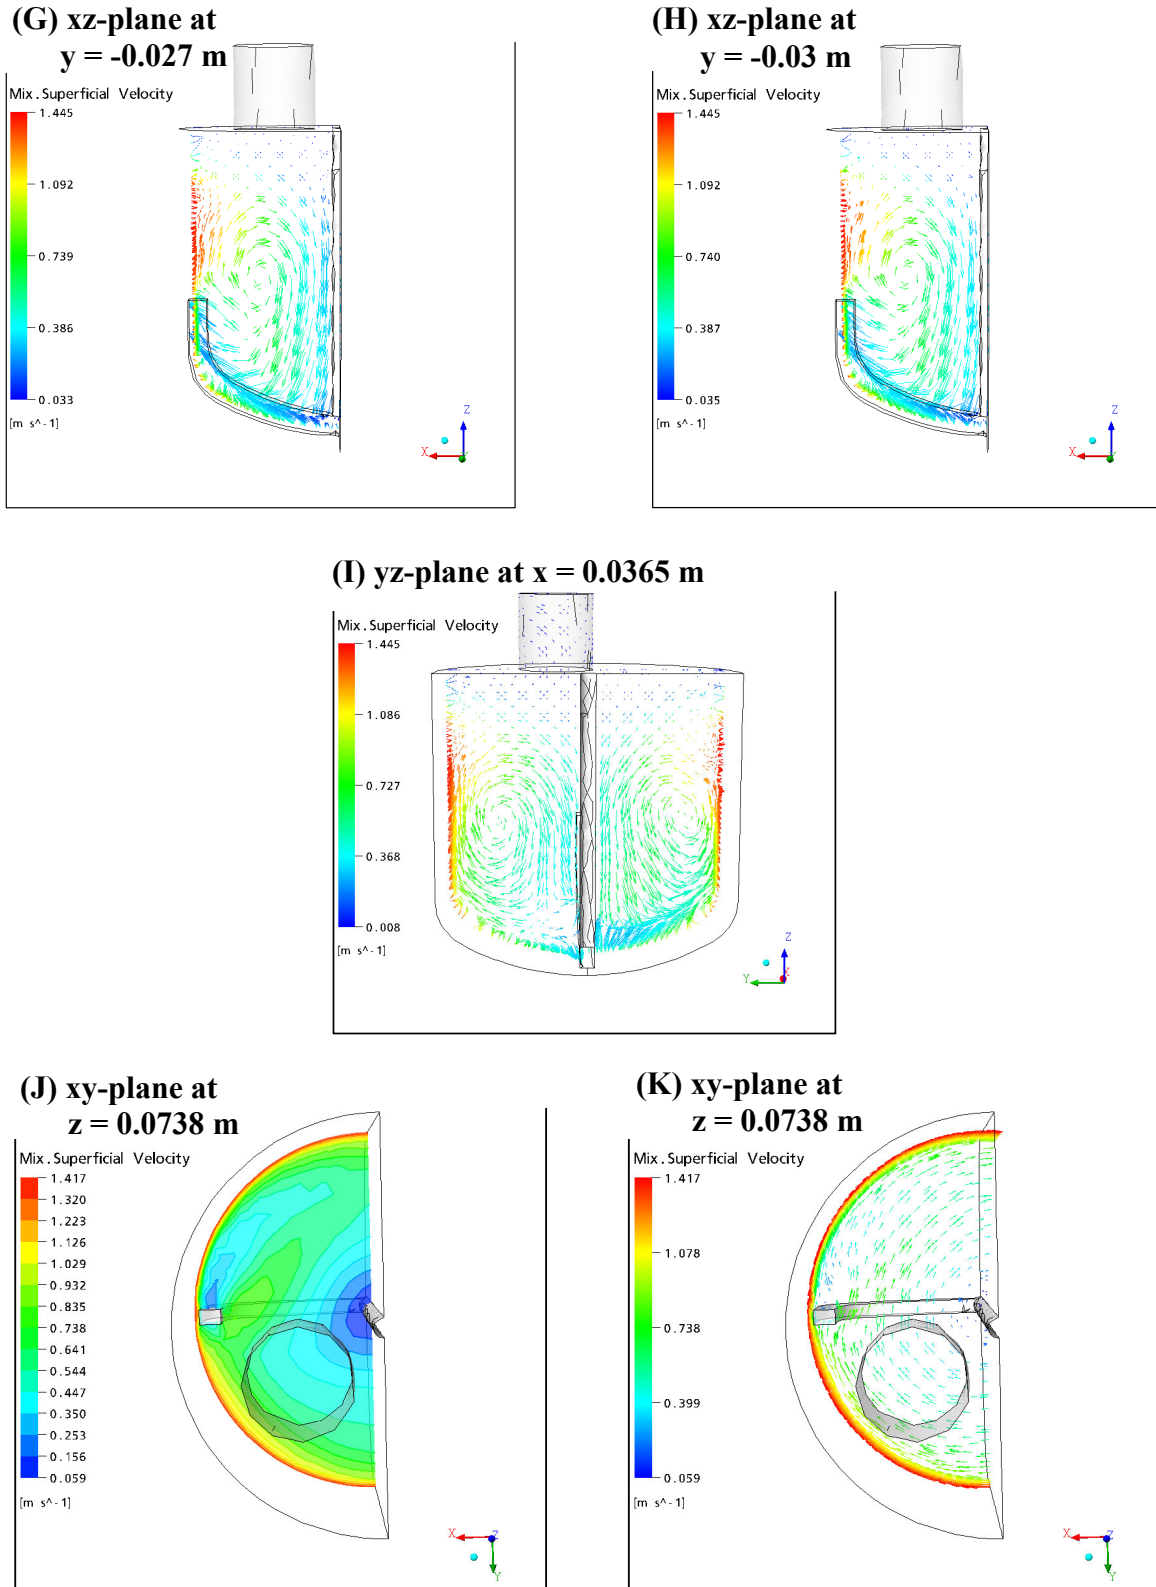 (G) xz-plane at
y = -0.027 m
Mix.Superficial Velocity
1.445
1.092
0.739
0.386
0.033
[m s^-1]
Z
X
Y
(H) xz-plane at
y = -0.03 m
Mix.Superficial Velocity
1.445
1.092
0.740
0.387
0.035
[m s^-1]
Z
X
Y
(I) yz-plane at x = 0.0365 m
Mix.Superficial Velocity
1.445
1.086
0.727
0.368
0.008
[m s^-1]
Z
Y
X
(J) xy-plane at
z = 0.0738 m
Mix.Superficial Velocity
1.417
1.320
1.223
1.126
1.029
0.932
0.835
0.738
0.641
0.544
0.447
0.350
0.253
0.156
0.059
[m s^-1]
X
Z
Y
(K) xy-plane at
z = 0.0738 m
Mix.Superficial Velocity
1.417
1.078
0.738
0.399
0.059
[m s^-1]
X
Z
Y